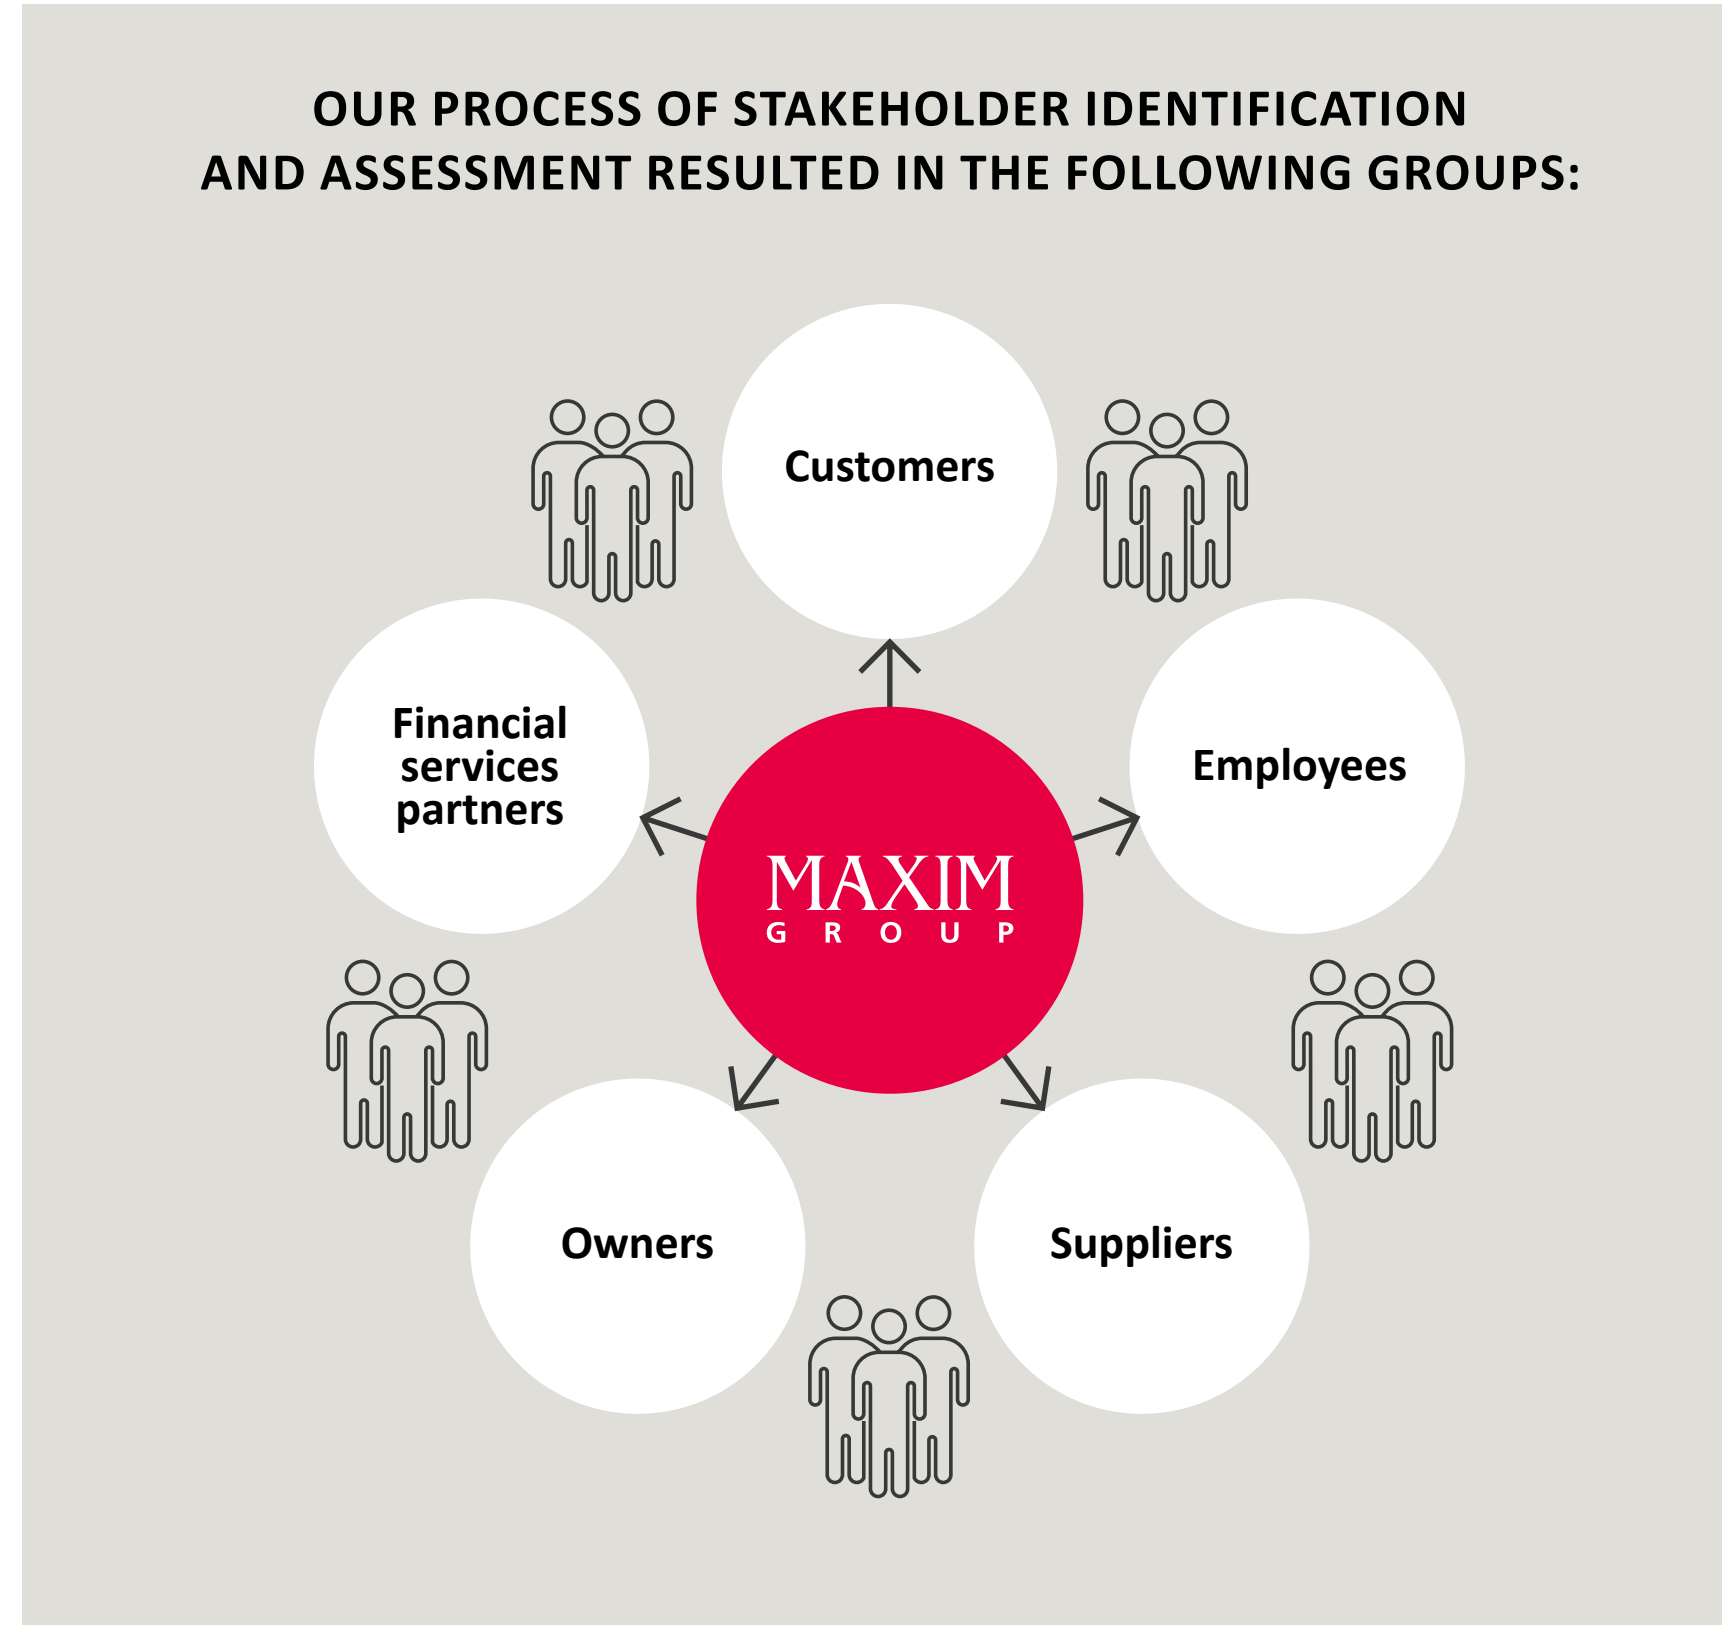 OUR PROCESS OF STAKEHOLDER IDENTIFICATION
AND ASSESSMENT RESULTED IN THE FOLLOWING GROUPS:
Customers
Financial
services
partners
Employees
MAXIM
GROUP
Owners
Suppliers